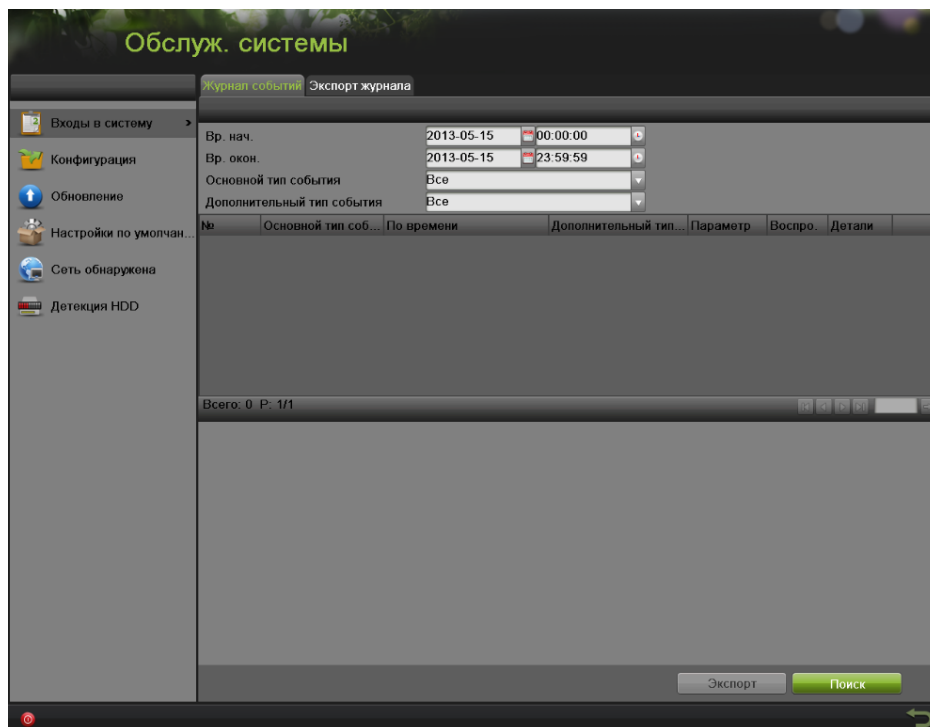 Обслуж. системы
Журнал событий Экспорт журнала
Входы в систему
Конфигурация
Обновление
Настройки по умолчан...
Сеть обнаружена
Детекция HDD
Вр. нач. 2013-05-15 00:00:00
Вр. окон. 2013-05-15 23:59:59
Основной тип события Все
Дополнительный тип события Все
№ Основной тип соб... По времени Дополнительный тип... Параметр Воспро. Детали
Всего: 0 P: 1/1
Экспорт Поиск